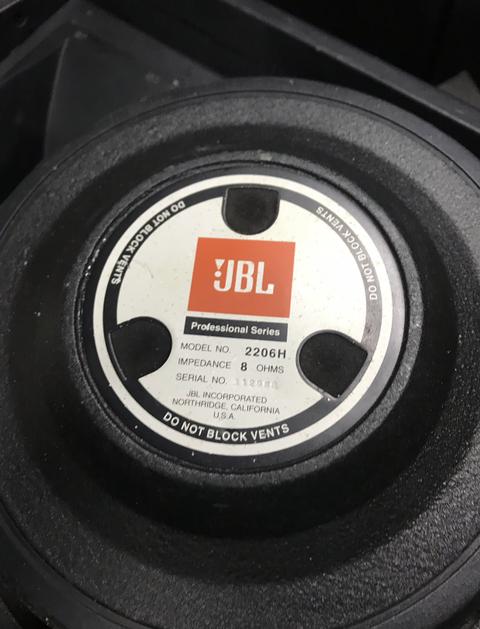 DO NOT BLOCK VENTS
DO NOT BLOCK VENTS
JBL
Professional Series
MODEL NO. 2206H
IMPEDANCE 8 OHMS
SERIAL NO.
JBL INCORPORATED
NORTHRIDGE, CALIFORNIA
U.S.A.
DO NOT BLOCK VENTS